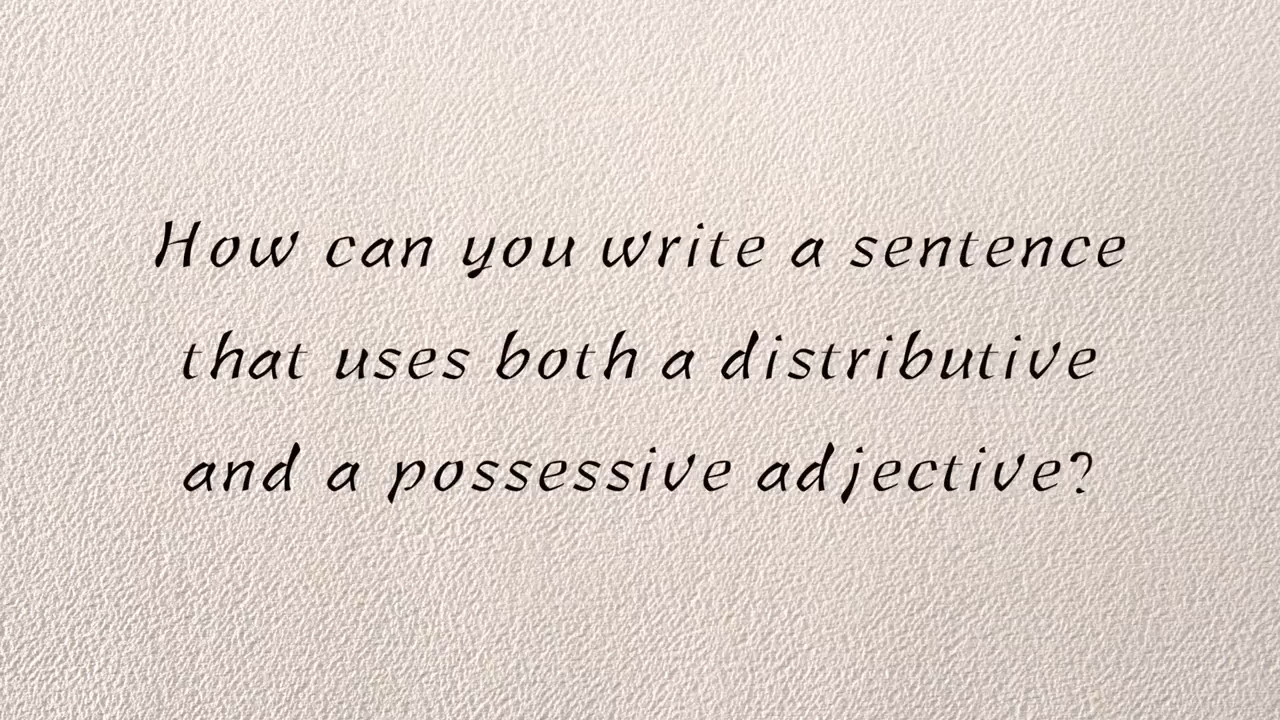 How can you write a sentence
that uses both a distributive
and a possessive adjective?